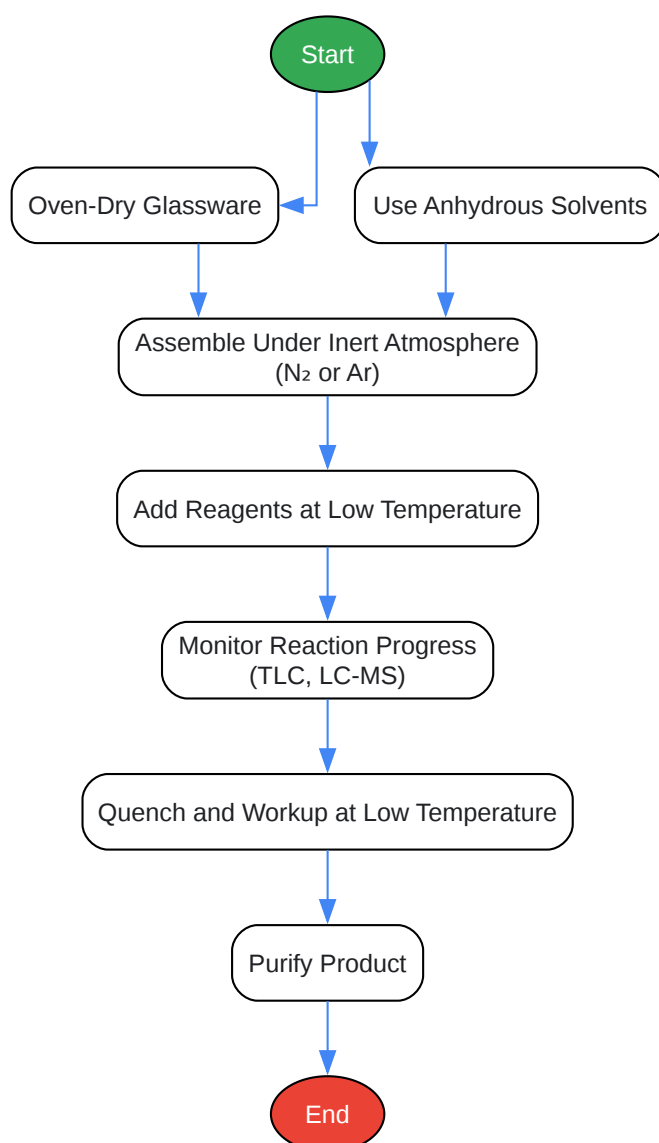 Start
Oven-Dry Glassware
Use Anhydrous Solvents
Assemble Under Inert Atmosphere
(N₂ or Ar)
Add Reagents at Low Temperature
Monitor Reaction Progress
(TLC, LC-MS)
Quench and Workup at Low Temperature
Purify Product
End